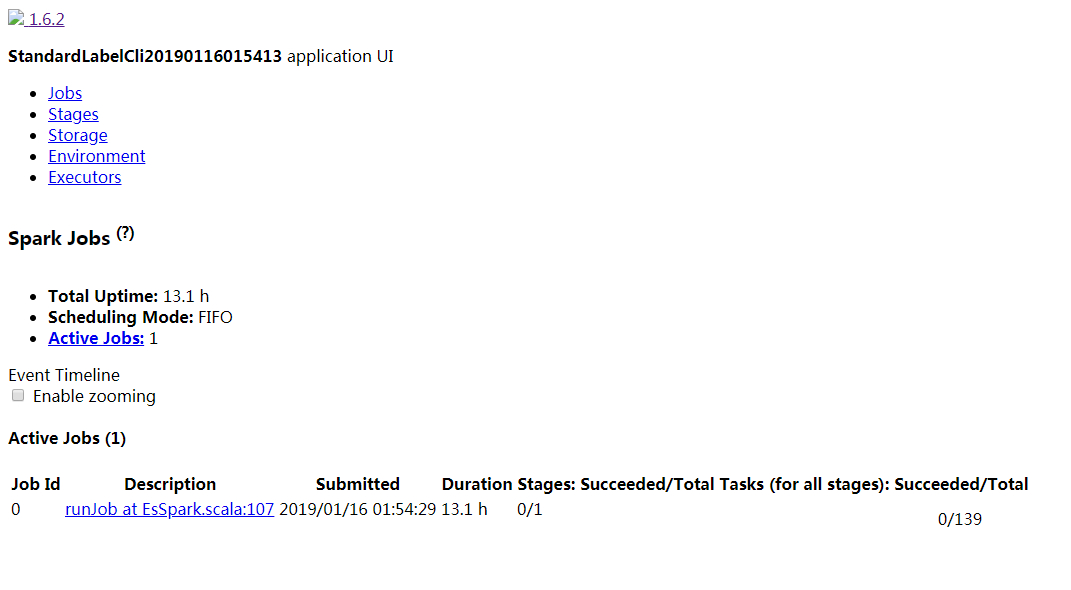 1.6.2
StandardLabelCli20190116015413 application UI
Jobs
Stages
Storage
Environment
Executors
Spark Jobs (?)
Total Uptime: 13.1 h
Scheduling Mode: FIFO
Active Jobs: 1
Event Timeline
Enable zooming
Active Jobs (1)
Job Id Description Submitted Duration Stages: Succeeded/Total Tasks (for all stages): Succeeded/Total
0 runJob at EsSpark.scala:107 2019/01/16 01:54:29 13.1 h 0/1 0/139